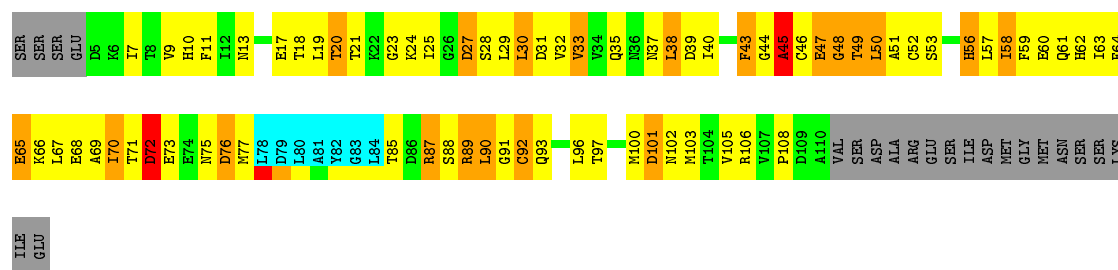 SER SER SER GLU D5 K6 I7 T8 V9 H10 F11 I12 N13 E17 T18 L19 T20 T21 K22 G23 K24 I25 G26 D27 S28 L29 L30 D31 V32 V33 V34 Q35 N36 N37 L38 D39 I40 F43 G44 A45 C46 E47 G48 T49 L50 A51 C52 S53 H56 L57 I58 F59 E60 Q61 H62 I63 F64
E65 K66 L67 E68 A69 I70 T71 D72 E73 E74 N75 D76 M77 L78 D79 L80 A81 Y82 G83 L84 T85 D86 R87 S88 R89 L90 G91 C92 Q93 L96 T97 M100 D101 N102 M103 T104 V105 R106 V107 P108 D109 A110 VAL SER ASP ALA ARG GLU SER ILE ASP MET GLY MET ASN SER SER LYS
ILE GLU